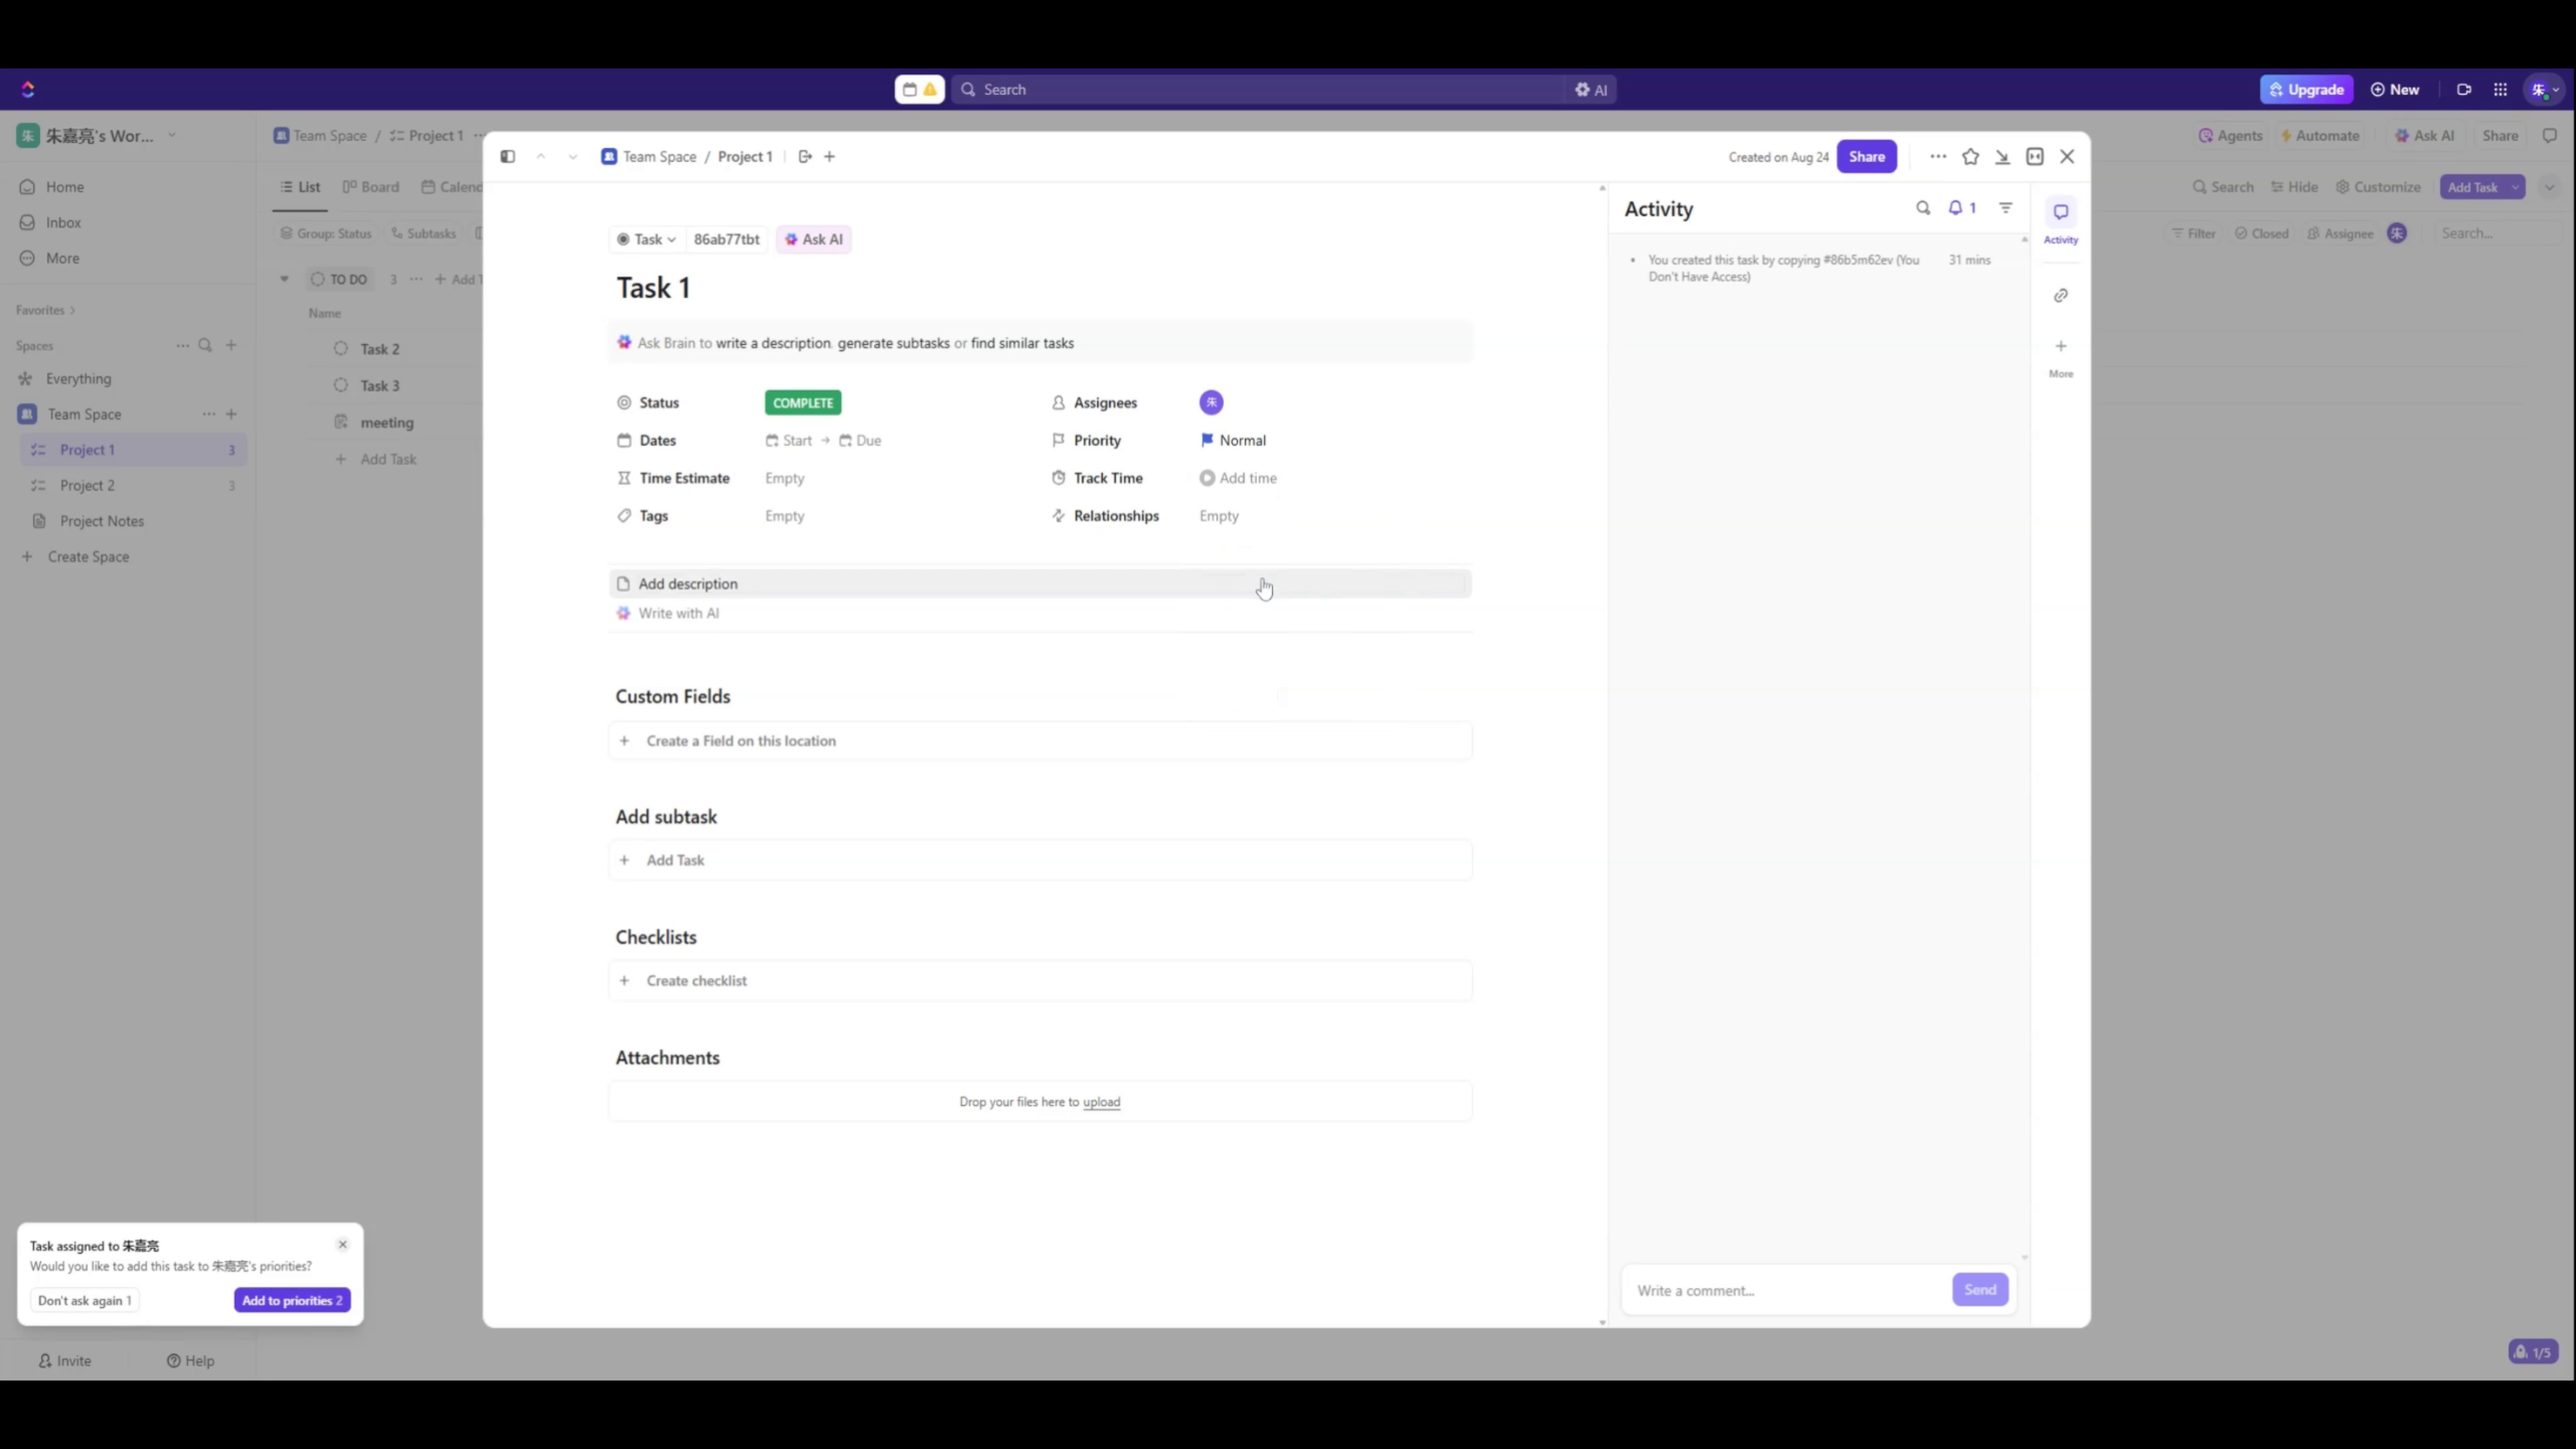 Search
AI
Upgrade
New
朱
朱 朱嘉亮's Wor...
Home
Inbox
More
Favorites
Spaces
Everything
Team Space
Project 1 3
Project 2 3
Project Notes
Create Space
Team Space / Project 1 ...
List Board Calend
Group: Status Subtasks
TO DO 3 ... + Add T
Name
Task 2
Task 3
meeting
+ Add Task
Agents Automate Ask AI Share
Search Hide Customize Add Task
Filter Closed Assignee 朱 Search...
Team Space / Project 1
Created on Aug 24 Share
Task 86ab77tbt Ask AI
Task 1
Ask Brain to write a description, generate subtasks or find similar tasks
Status COMPLETE Assignees 朱
Dates Start → Due Priority Normal
Time Estimate Empty Track Time Add time
Tags Empty Relationships Empty
Add description
Write with AI
Custom Fields
+ Create a Field on this location
Add subtask
+ Add Task
Checklists
+ Create checklist
Attachments
Drop your files here to upload
Activity 1
You created this task by copying #86b5m62ev (You 31 mins
Don't Have Access)
Write a comment... Send
Activity
More
Task assigned to 朱嘉亮
Would you like to add this task to 朱嘉亮's priorities?
Don't ask again 1 Add to priorities 2
Invite Help
1/5